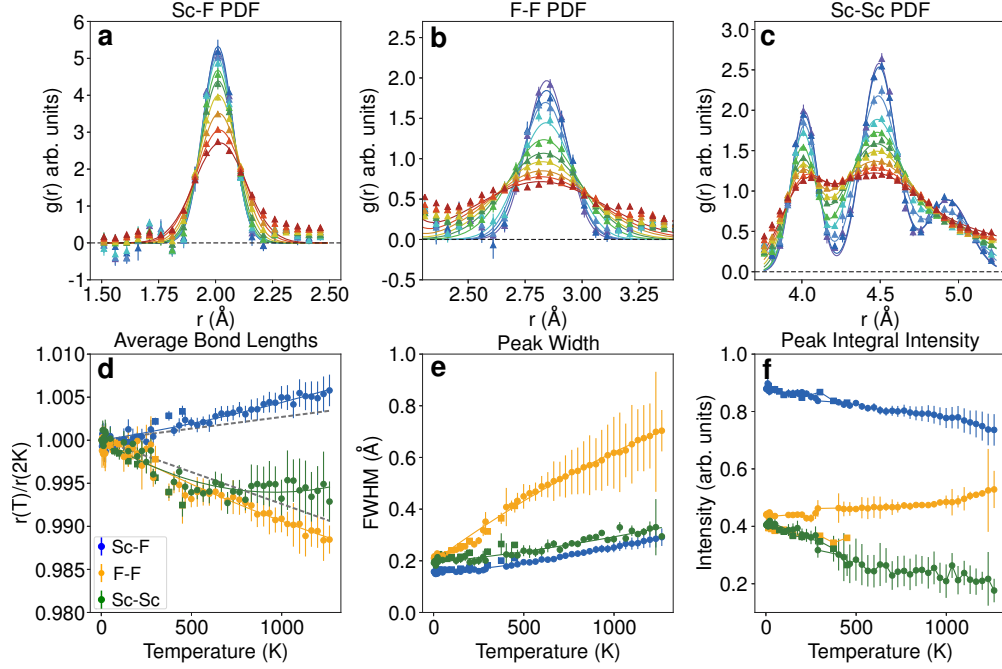 Sc-F PDF
a
g(r) arb. units
6
5
4
3
2
1
0
-1
1.50
1.75
2.00
2.25
2.50
r (Å)
F-F PDF
b
g(r) arb. units
2.5
2.0
1.5
1.0
0.5
0.0
-0.5
2.50
2.75
3.00
3.25
r (Å)
Sc-Sc PDF
c
g(r) arb. units
3.0
2.5
2.0
1.5
1.0
0.5
0.0
4.0
4.5
5.0
r (Å)
Average Bond Lengths
d
r(T)/r(2K)
1.010
1.005
1.000
0.995
0.990
0.985
0.980
Sc-F
F-F
Sc-Sc
0
500
1000
Temperature (K)
Peak Width
e
FWHM (Å)
1.0
0.8
0.6
0.4
0.2
0.0
0
500
1000
Temperature (K)
Peak Integral Intensity
f
Intensity (arb. units)
1.0
0.8
0.6
0.4
0.2
0
500
1000
Temperature (K)